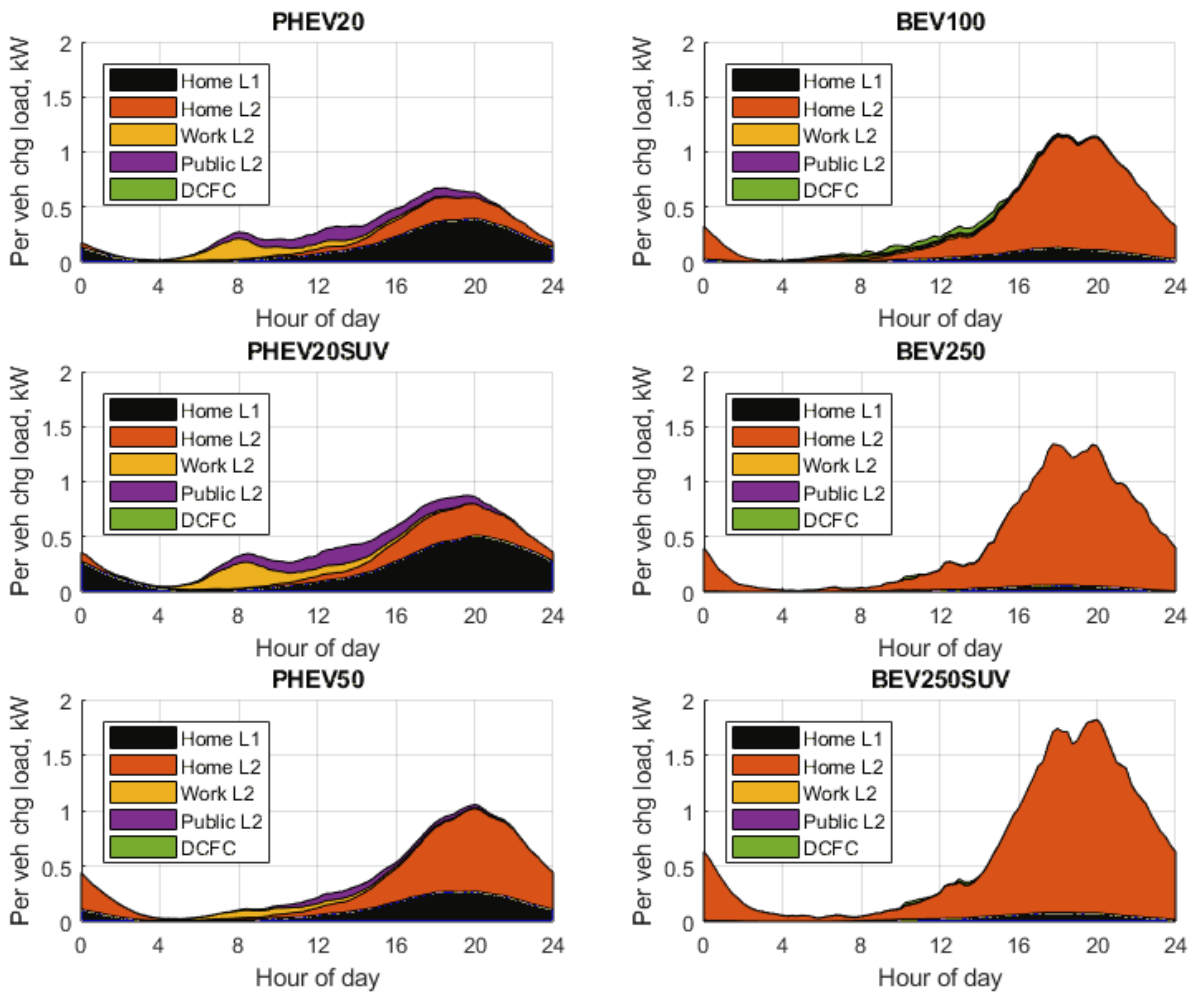 PHEV20
Per veh chg load, kW
2
1.5
1
0.5
0
Home L1
Home L2
Work L2
Public L2
DCFC
0 4 8 12 16 20 24
Hour of day
BEV100
Per veh chg load, kW
2
1.5
1
0.5
0
Home L1
Home L2
Work L2
Public L2
DCFC
0 4 8 12 16 20 24
Hour of day
PHEV20SUV
Per veh chg load, kW
2
1.5
1
0.5
0
Home L1
Home L2
Work L2
Public L2
DCFC
0 4 8 12 16 20 24
Hour of day
BEV250
Per veh chg load, kW
2
1.5
1
0.5
0
Home L1
Home L2
Work L2
Public L2
DCFC
0 4 8 12 16 20 24
Hour of day
PHEV50
Per veh chg load, kW
2
1.5
1
0.5
0
Home L1
Home L2
Work L2
Public L2
DCFC
0 4 8 12 16 20 24
Hour of day
BEV250SUV
Per veh chg load, kW
2
1.5
1
0.5
0
Home L1
Home L2
Work L2
Public L2
DCFC
0 4 8 12 16 20 24
Hour of day